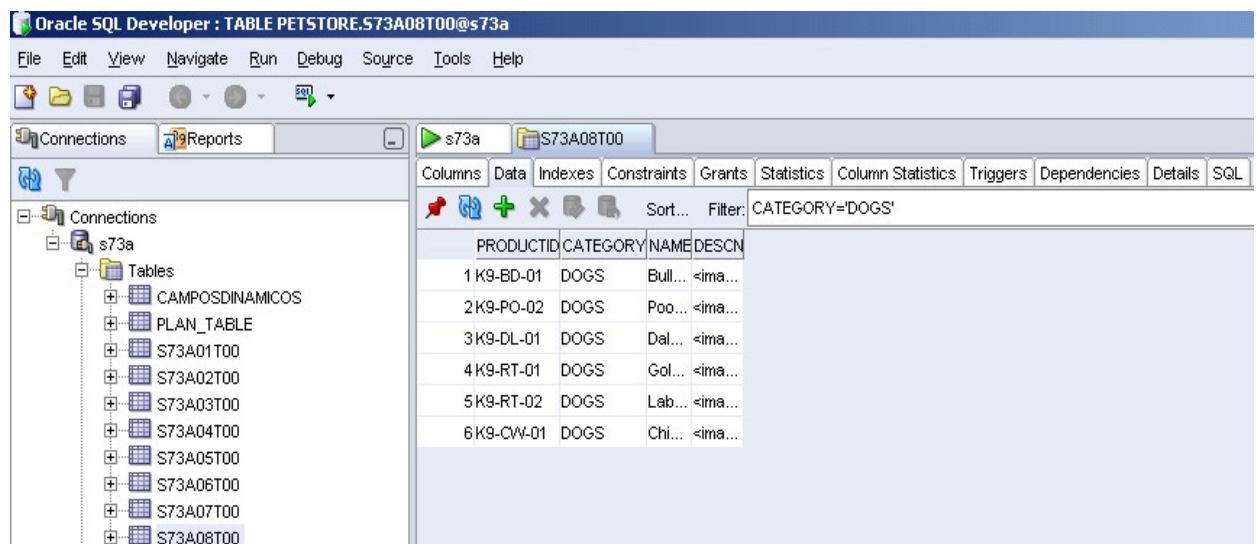 Oracle SQL Developer : TABLE PETSTORE.S73A08T00@s73a
File Edit View Navigate Run Debug Source Tools Help
Connections Reports
s73a S73A08T00
Columns Data Indexes Constraints Grants Statistics Column Statistics Triggers Dependencies Details SQL
Sort... Filter: CATEGORY='DOGS'
Connections
s73a
Tables
CAMPOSDINAMICOS
PLAN_TABLE
S73A01T00
S73A02T00
S73A03T00
S73A04T00
S73A05T00
S73A06T00
S73A07T00
S73A08T00
PRODUCTID CATEGORY NAME DESCN
1 K9-BD-01 DOGS Bull... <ima...
2 K9-PO-02 DOGS Poo... <ima...
3 K9-DL-01 DOGS Dal... <ima...
4 K9-RT-01 DOGS Gol... <ima...
5 K9-RT-02 DOGS Lab... <ima...
6 K9-CW-01 DOGS Chi... <ima...